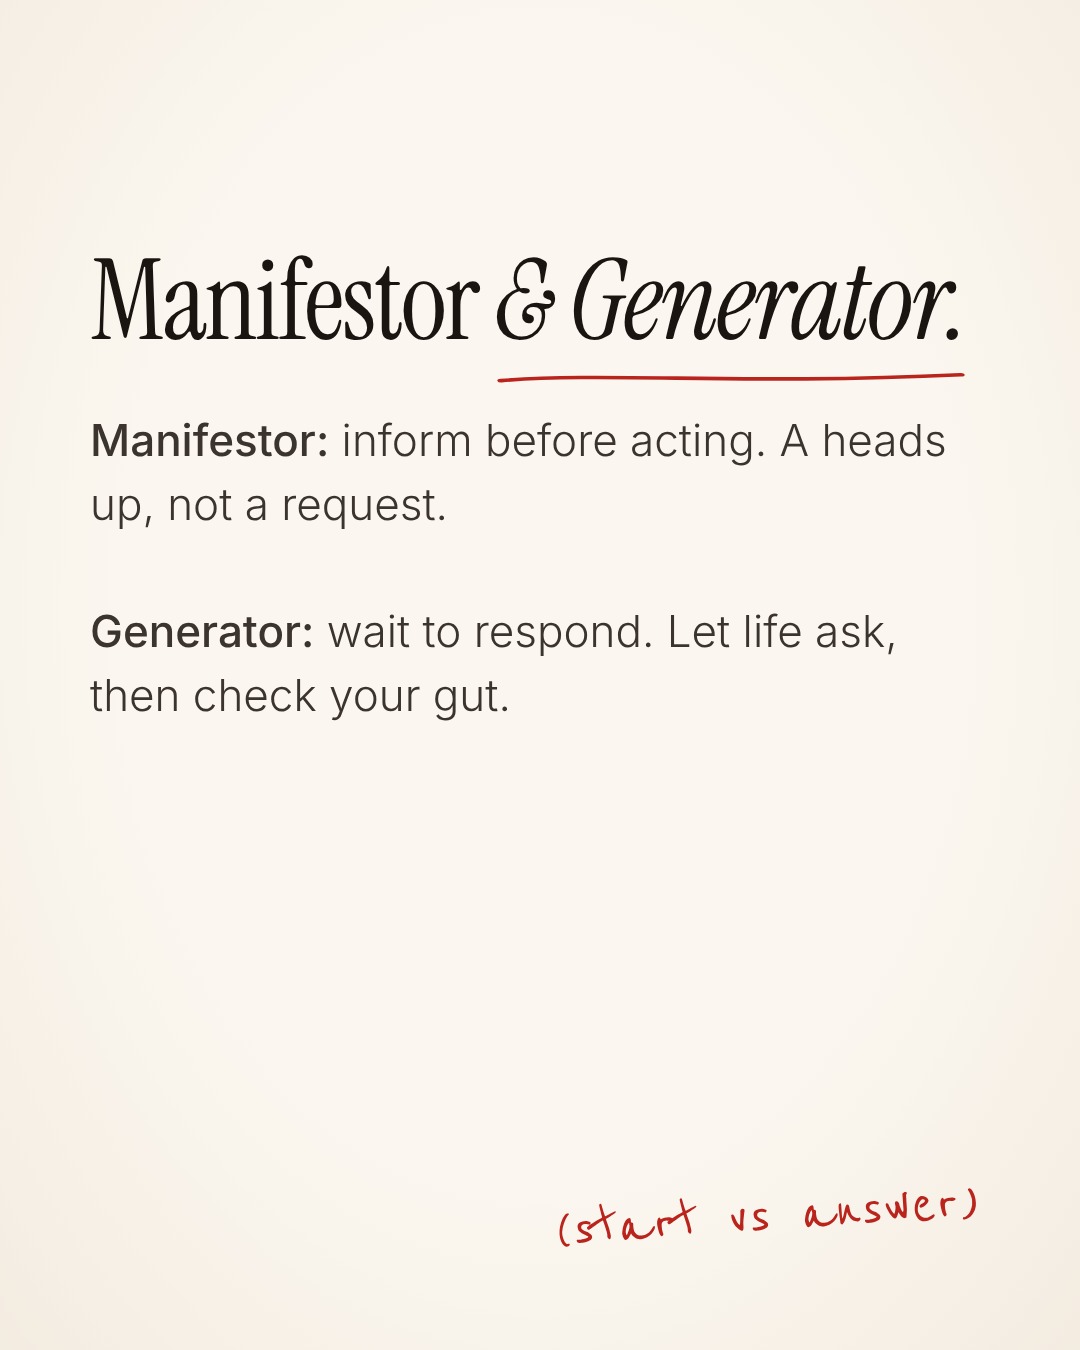 Manifestor & Generator.
Manifestor: inform before acting. A heads
up, not a request.
Generator: wait to respond. Let life ask,
then check your gut.
(start vs answer)